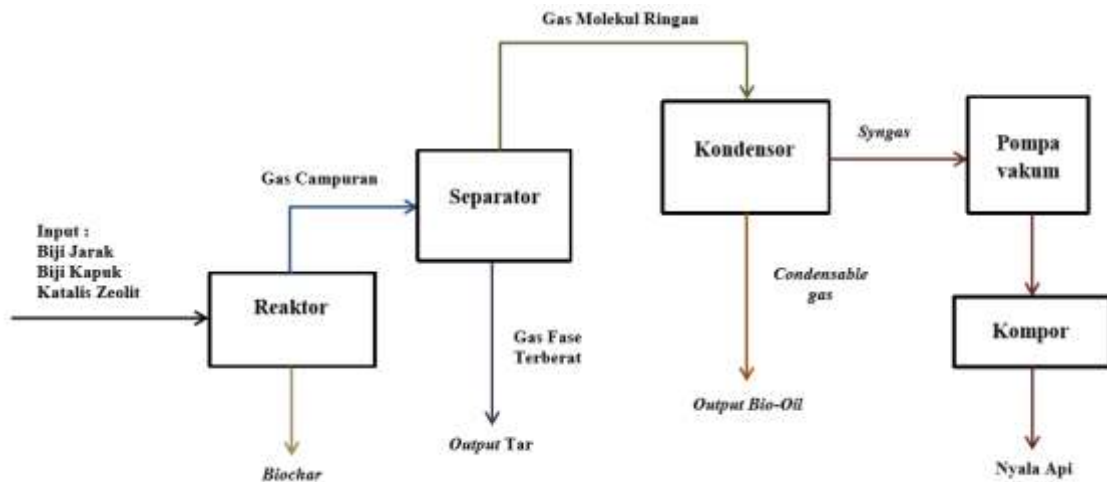 Gas Molekul Ringan
Kondensor
Syngas
Pompa
vakum
Gas Campuran
Separator
Input :
Biji Jarak
Biji Kapuk
Katalis Zeolit
Reaktor
Condensable
gas
Gas Fase
Terberat
Kompor
Output Bio-Oil
Output Tar
Biochar
Nyala Api